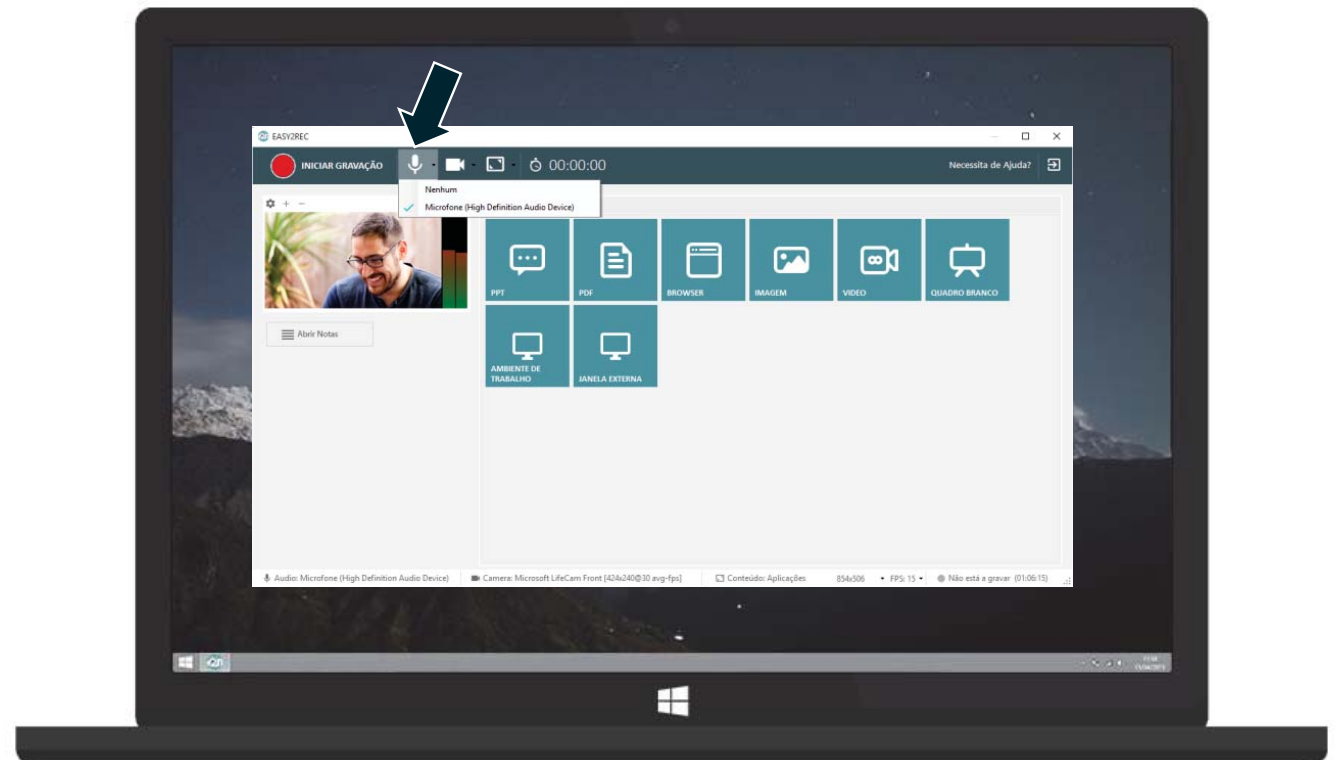 EASY2REC
INICIAR GRAVAÇÃO
00:00:00
Necessita de Ajuda?
Nenhum
Microfone (High Definition Audio Device)
PPT
PDF
BROWSER
IMAGEM
VIDEO
QUADRO BRANCO
Abrir Notas
AMBIENTE DE
TRABALHO
JANELA EXTERNA
Audio: Microfone (High Definition Audio Device)
Camera: Microsoft LifeCam Front [424x240@30 avg-fps]
Conteúdo: Aplicações
854x506
FPS: 15
Não está a gravar (01:06:15)